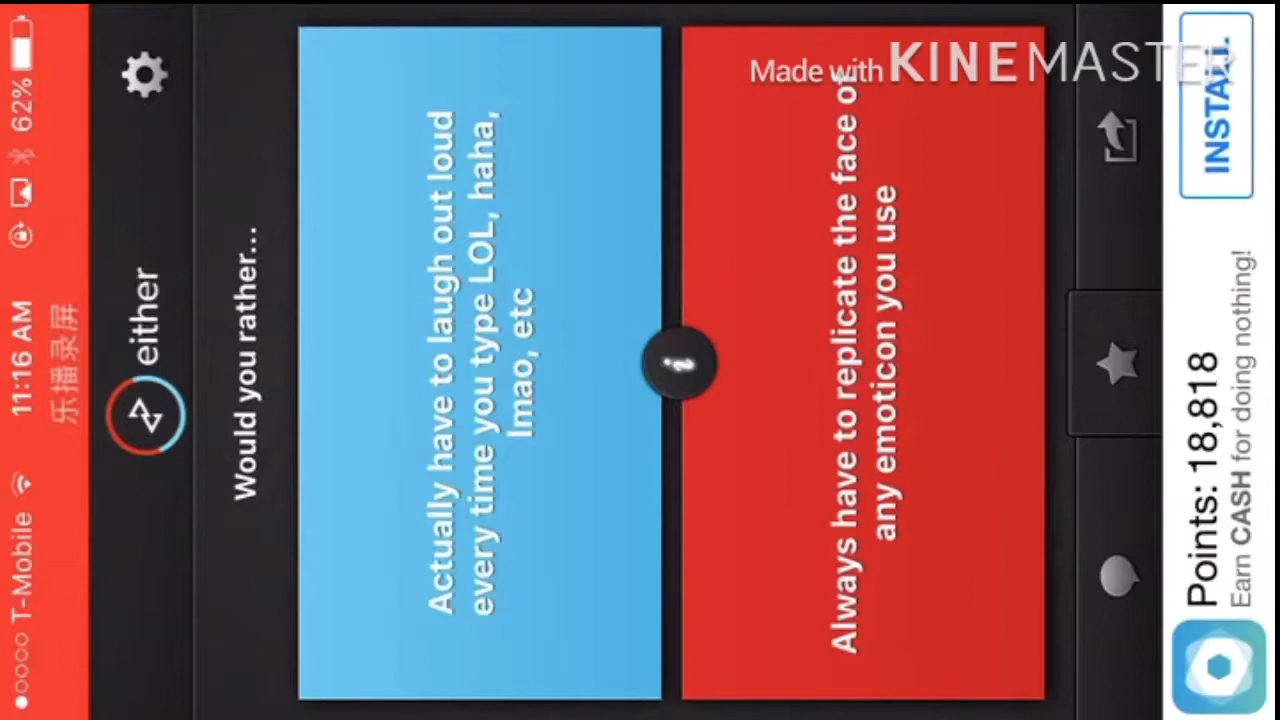 T-Mobile
11:16 AM
62%
乐播录屏
either
Would you rather...
Actually have to laugh out loud
every time you type LOL, haha,
lmao, etc
i
Always have to replicate the face of
any emoticon you use
Points: 18,818
Earn CASH for doing nothing!
INSTALL
Made with KINEMASTER